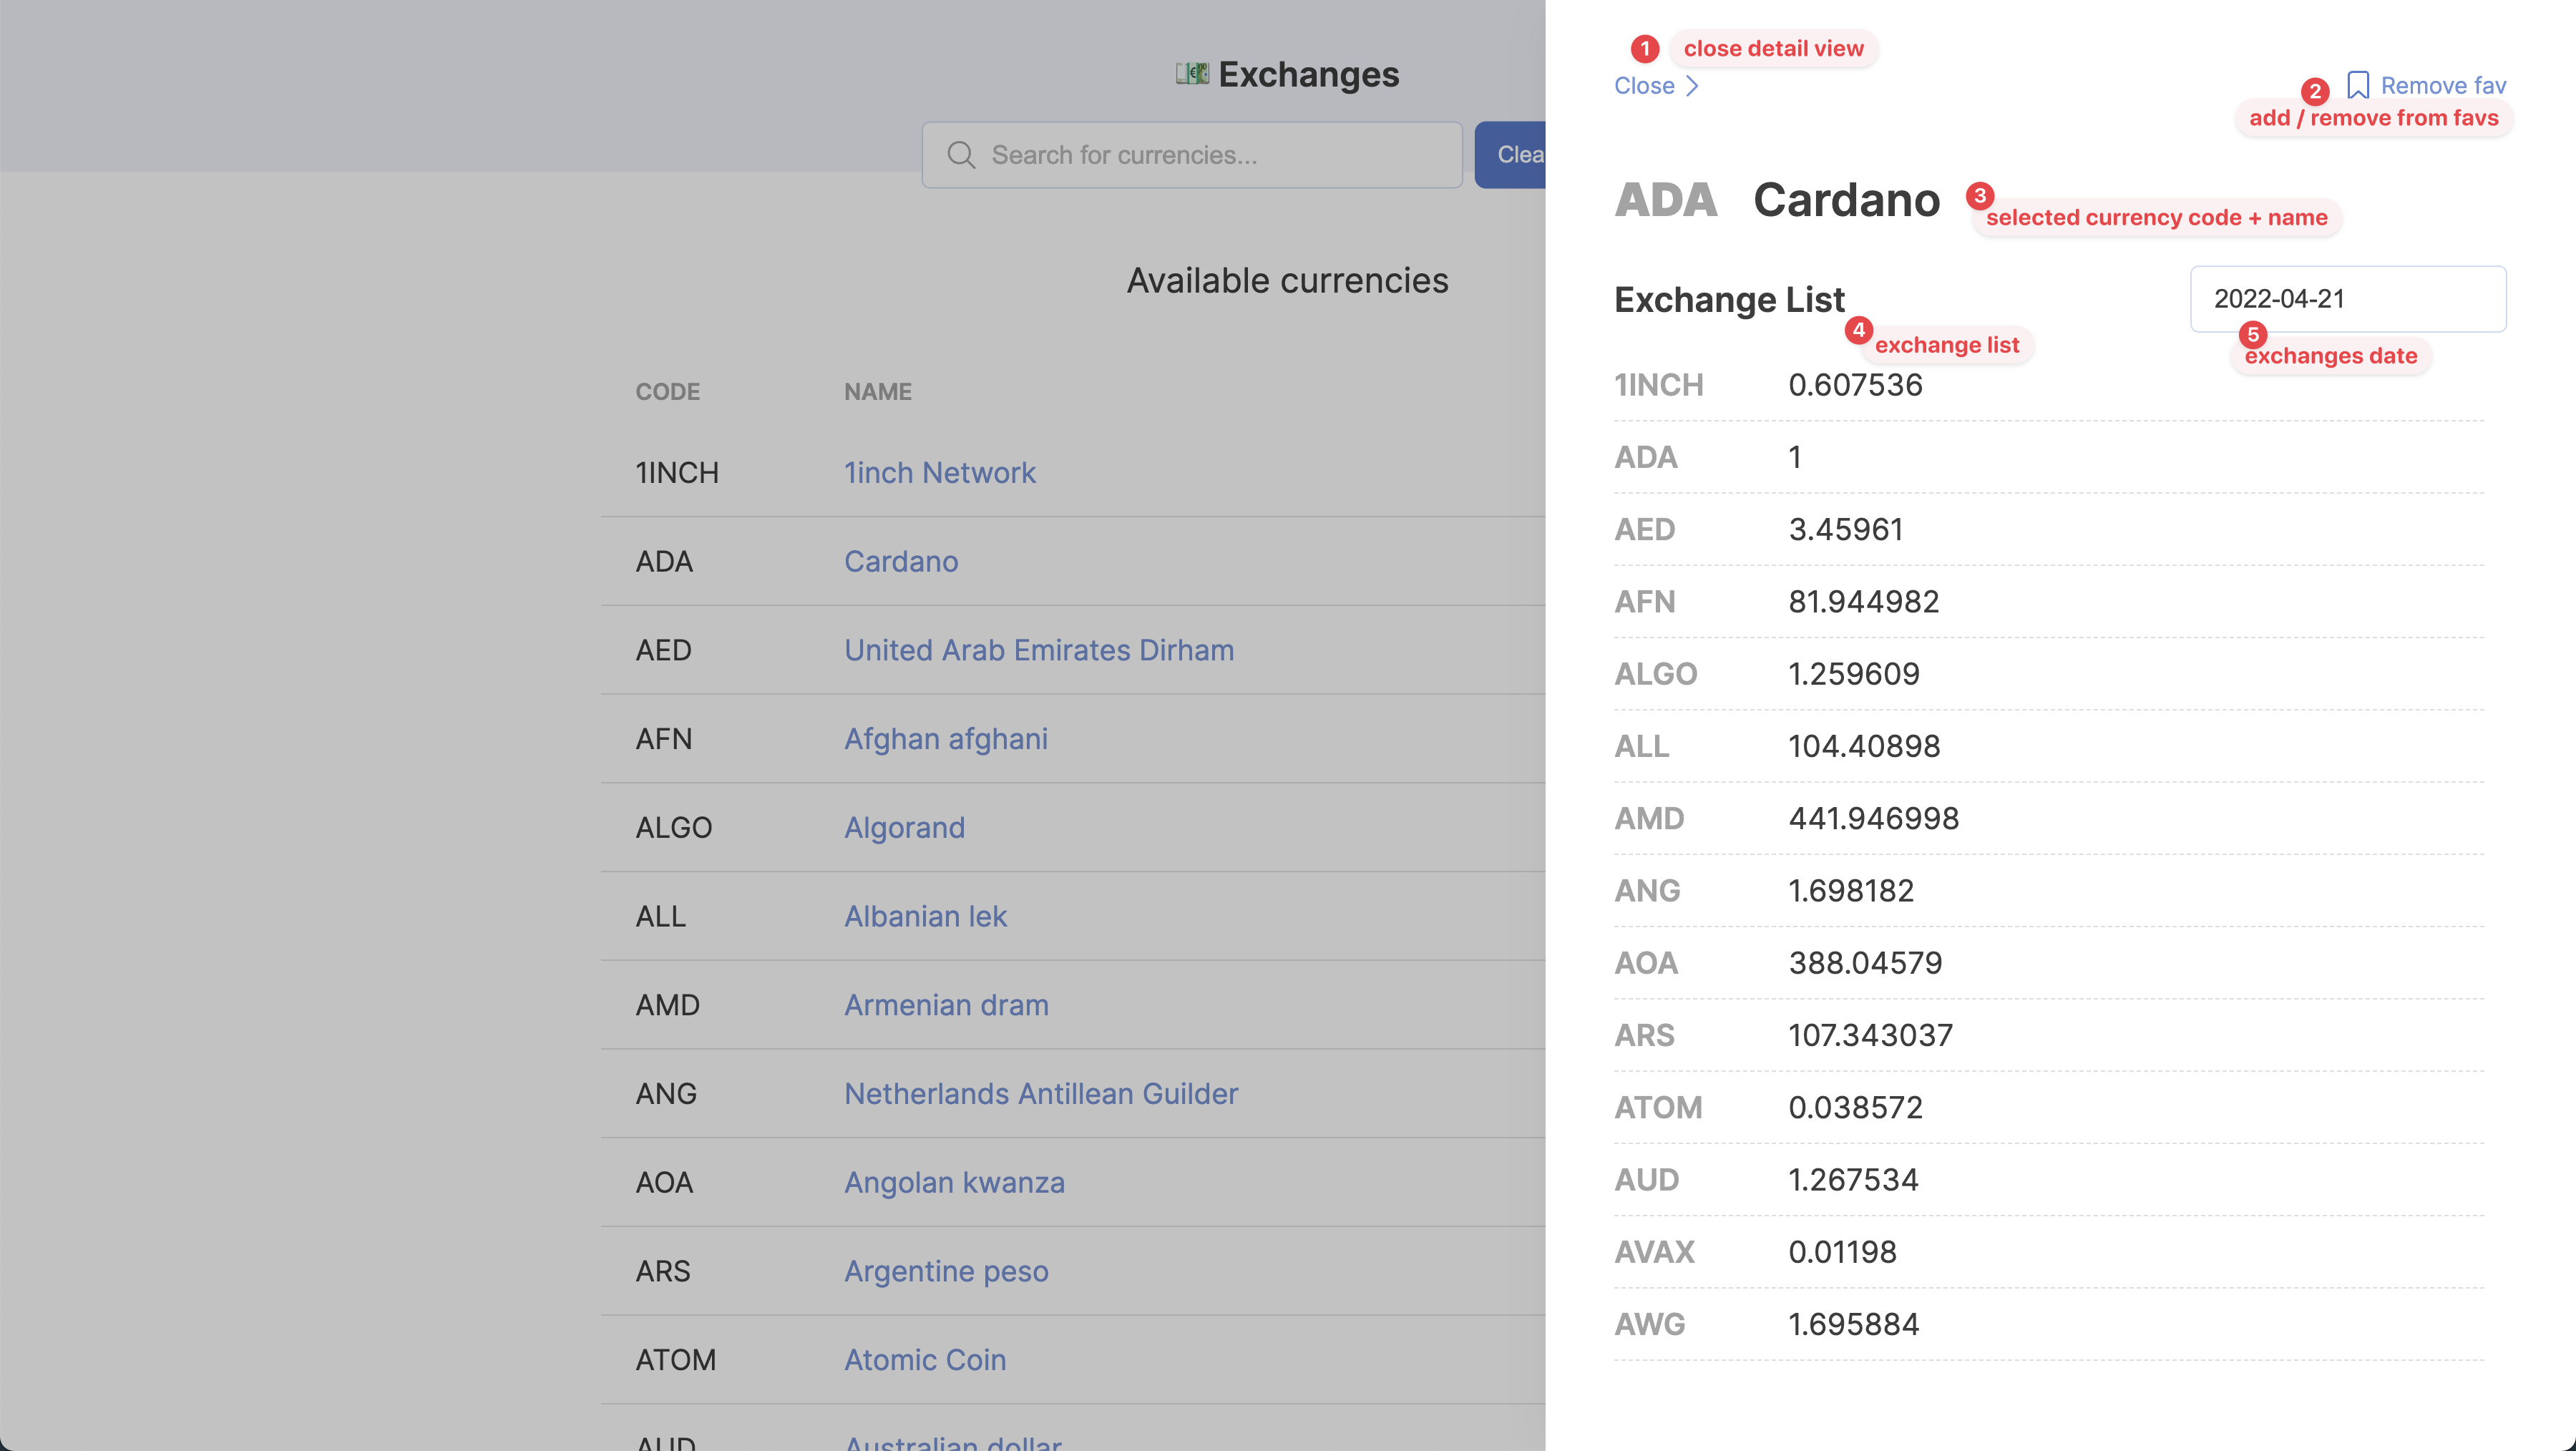 💶 Exchanges
Search for currencies...
Clea
Available currencies
CODE NAME
1INCH 1inch Network
ADA Cardano
AED United Arab Emirates Dirham
AFN Afghan afghani
ALGO Algorand
ALL Albanian lek
AMD Armenian dram
ANG Netherlands Antillean Guilder
AOA Angolan kwanza
ARS Argentine peso
ATOM Atomic Coin
AUD Australian dollar
1 close detail view
Close
Remove fav
2 add / remove from favs
ADA Cardano
3 selected currency code + name
Exchange List
2022-04-21
4 exchange list
5 exchanges date
1INCH 0.607536
ADA 1
AED 3.45961
AFN 81.944982
ALGO 1.259609
ALL 104.40898
AMD 441.946998
ANG 1.698182
AOA 388.04579
ARS 107.343037
ATOM 0.038572
AUD 1.267534
AVAX 0.01198
AWG 1.695884